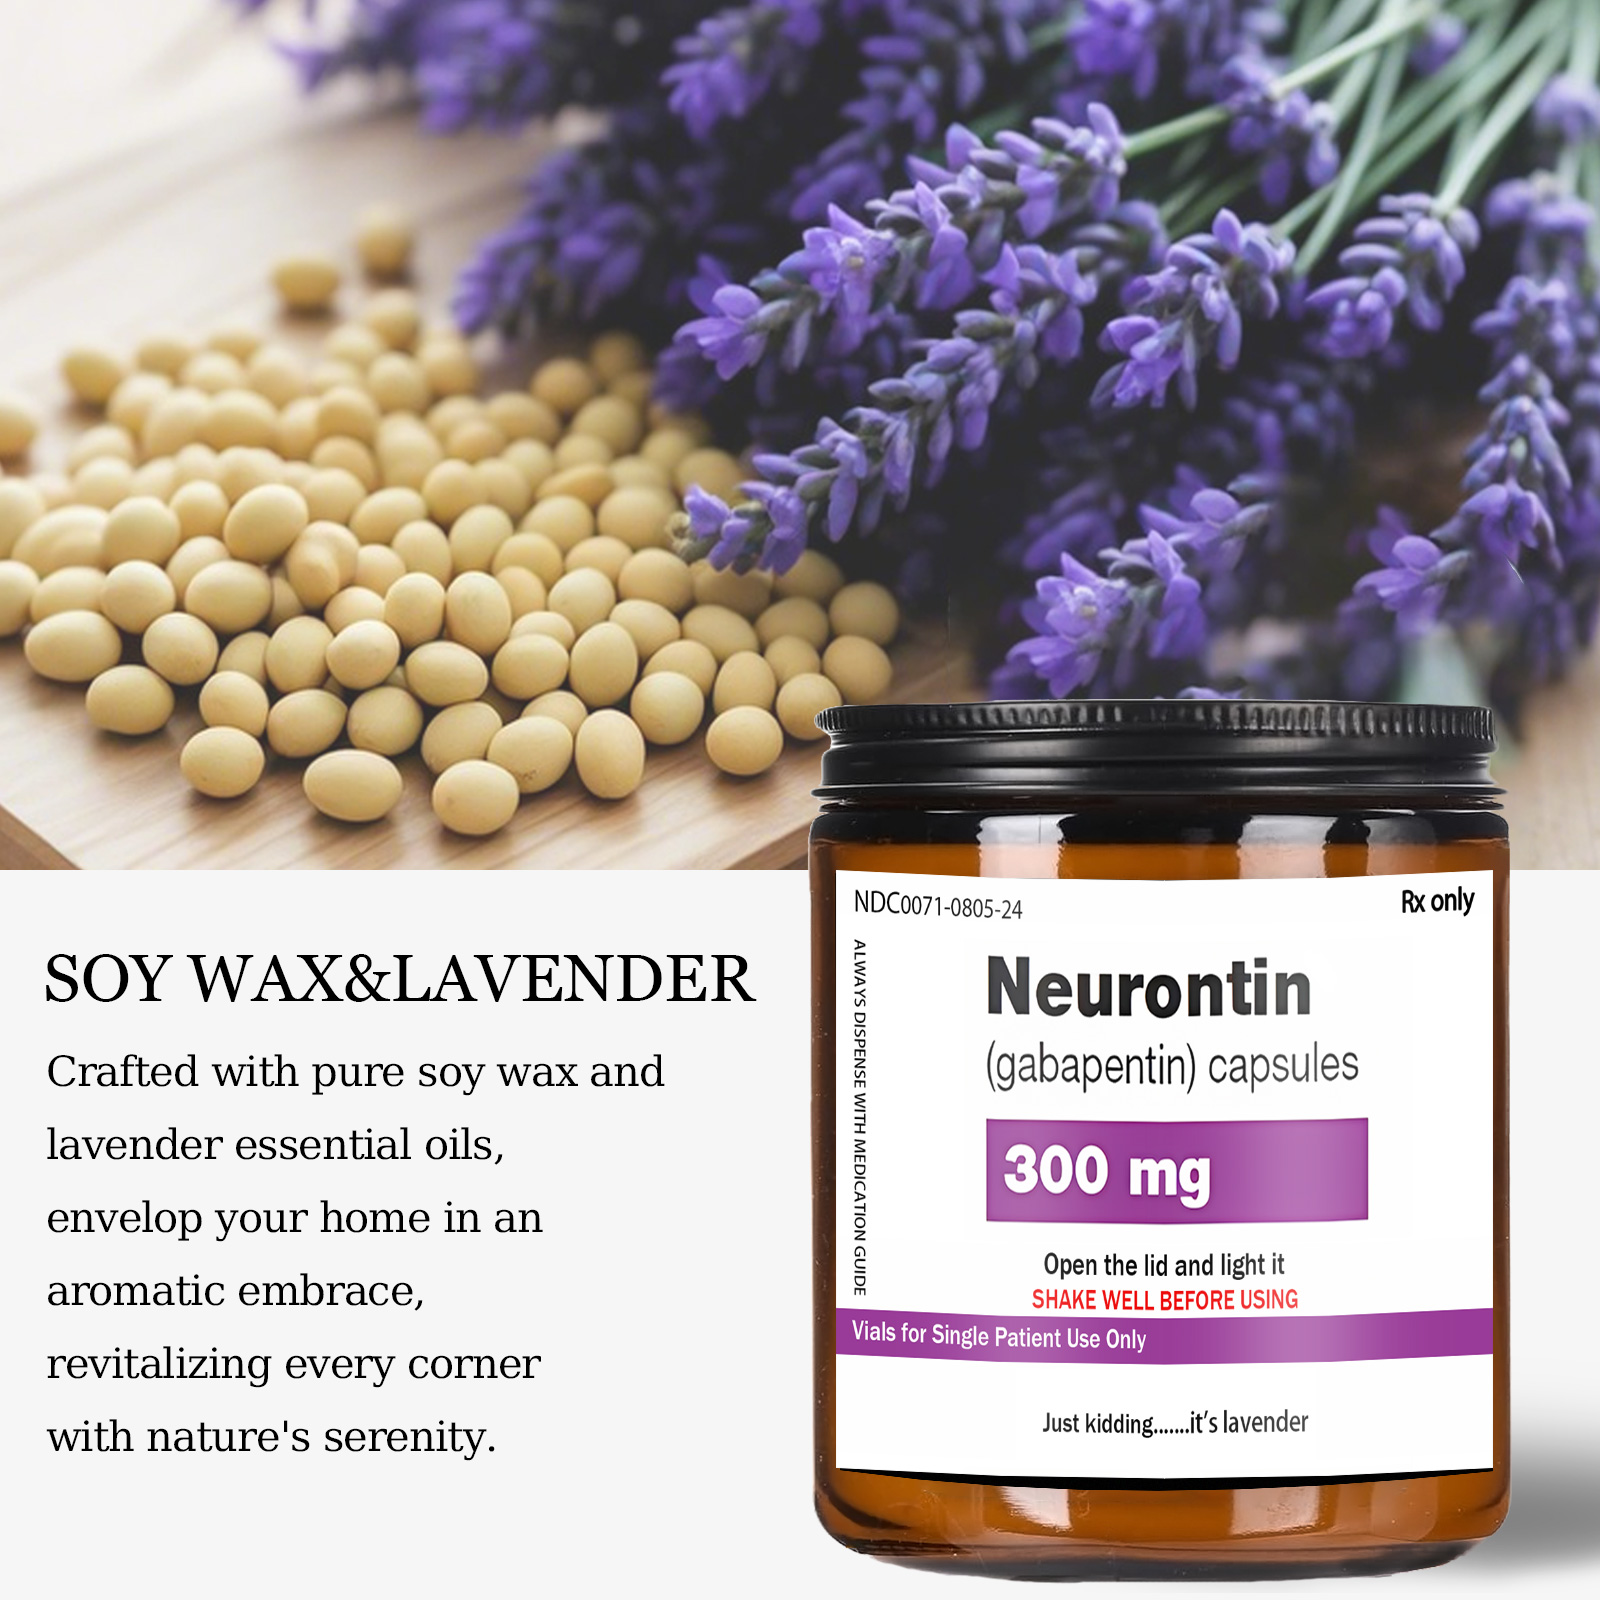 SOY WAX&LAVENDER
Crafted with pure soy wax and
lavender essential oils,
envelop your home in an
aromatic embrace,
revitalizing every corner
with nature's serenity.
NDC0071-0805-24
Rx only
ALWAYS DISPENSE WITH MEDICATION GUIDE
Neurontin
(gabapentin) capsules
300 mg
Open the lid and light it
SHAKE WELL BEFORE USING
Vials for Single Patient Use Only
Just kidding.......it's lavender